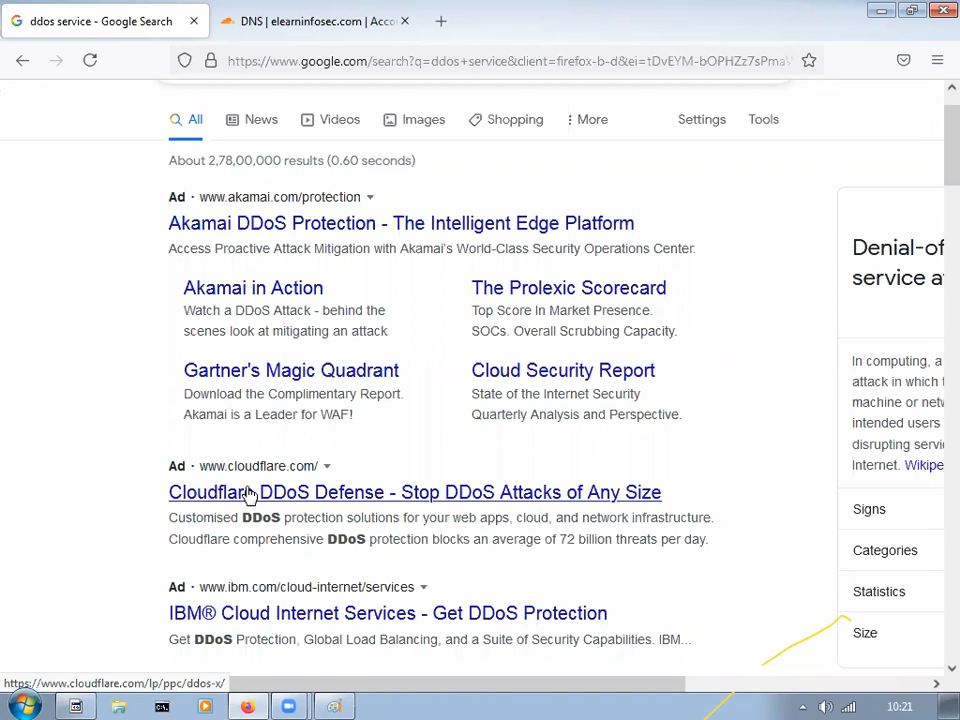 ddos service - Google Search
DNS | elearninfosec.com | Acco
https://www.google.com/search?q=ddos+service&client=firefox-b-d&ei=tDvEYM-bOPHZz7sPma
All News Videos Images Shopping More Settings Tools
About 2,78,00,000 results (0.60 seconds)
Ad · www.akamai.com/protection
Akamai DDoS Protection - The Intelligent Edge Platform
Access Proactive Attack Mitigation with Akamai's World-Class Security Operations Center.
Akamai in Action
Watch a DDoS Attack - behind the
scenes look at mitigating an attack
The Prolexic Scorecard
Top Score In Market Presence.
SOCs. Overall Scrubbing Capacity.
Gartner's Magic Quadrant
Download the Complimentary Report.
Akamai is a Leader for WAF!
Cloud Security Report
State of the Internet Security
Quarterly Analysis and Perspective.
Ad · www.cloudflare.com/
Cloudflare DDoS Defense - Stop DDoS Attacks of Any Size
Customised DDoS protection solutions for your web apps, cloud, and network infrastructure.
Cloudflare comprehensive DDoS protection blocks an average of 72 billion threats per day.
Ad · www.ibm.com/cloud-internet/services
IBM® Cloud Internet Services - Get DDoS Protection
Get DDoS Protection, Global Load Balancing, and a Suite of Security Capabilities. IBM...
Denial-of
service a
In computing, a
attack in which
machine or netw
intended users
disrupting servi
Internet. Wikipe
Signs
Categories
Statistics
Size
https://www.cloudflare.com/lp/ppc/ddos-x/
10:21